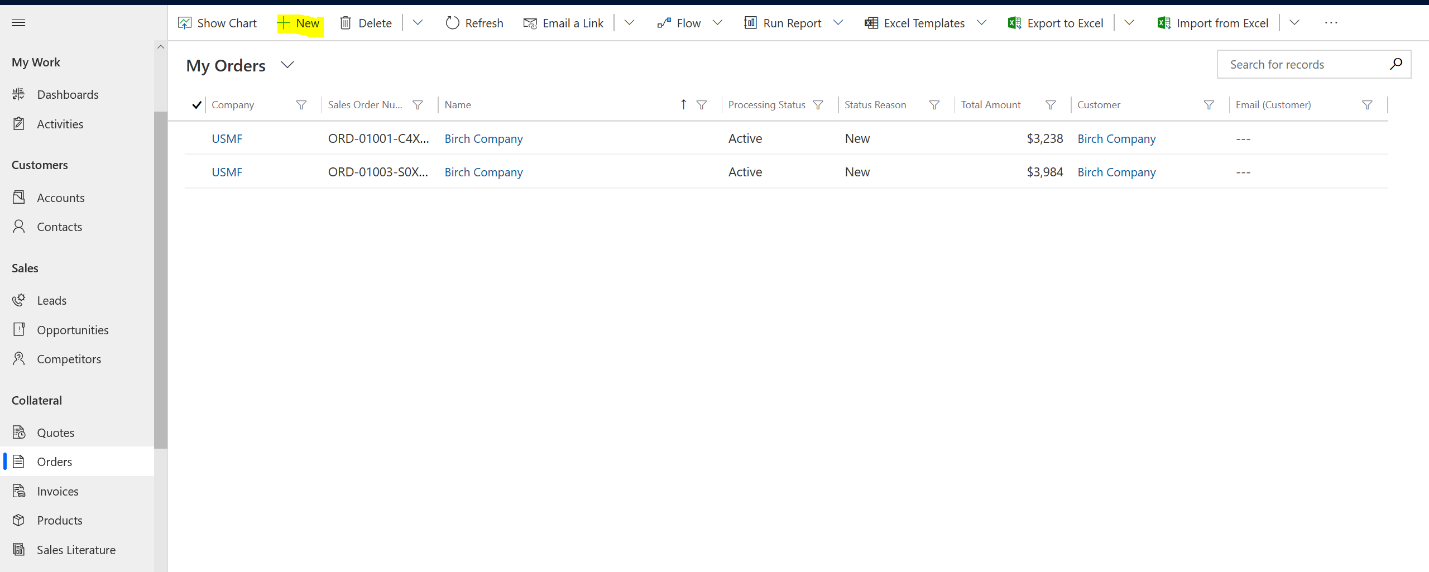 Show Chart New Delete Refresh Email a Link Flow Run Report Excel Templates Export to Excel Import from Excel ...
My Work
Dashboards
Activities
Customers
Accounts
Contacts
Sales
Leads
Opportunities
Competitors
Collateral
Quotes
Orders
Invoices
Products
Sales Literature
My Orders
Search for records
Company Sales Order Nu... Name Processing Status Status Reason Total Amount Customer Email (Customer)
USMF ORD-01001-C4X... Birch Company Active New $3,238 Birch Company ---
USMF ORD-01003-S0X... Birch Company Active New $3,984 Birch Company ---